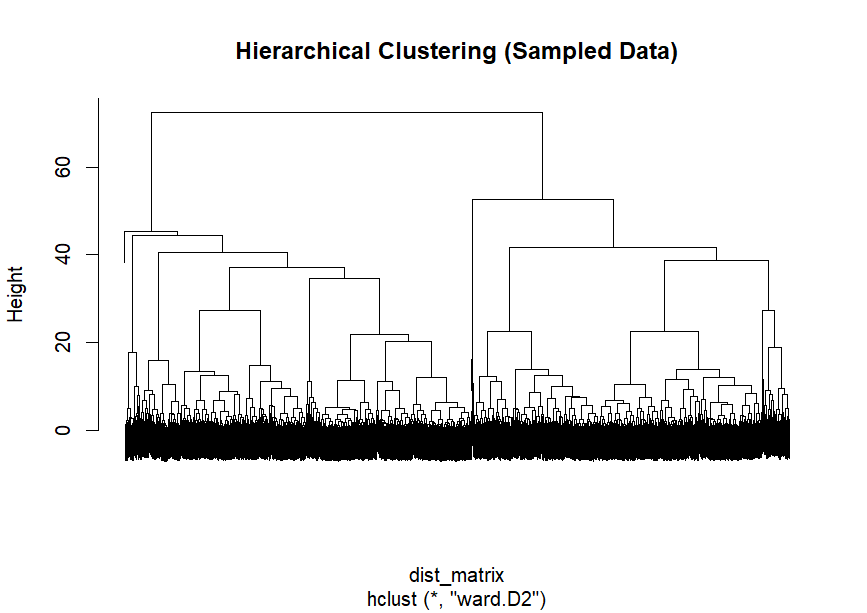 Hierarchical Clustering (Sampled Data)
Height
60
40
20
0
dist_matrix
hclust (*, "ward.D2")